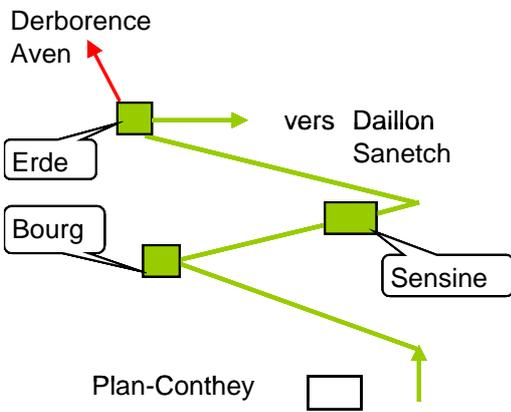 Derborence
Aven
vers Daillon
Sanetch
Erde
Bourg
Sensine
Plan-Conthey